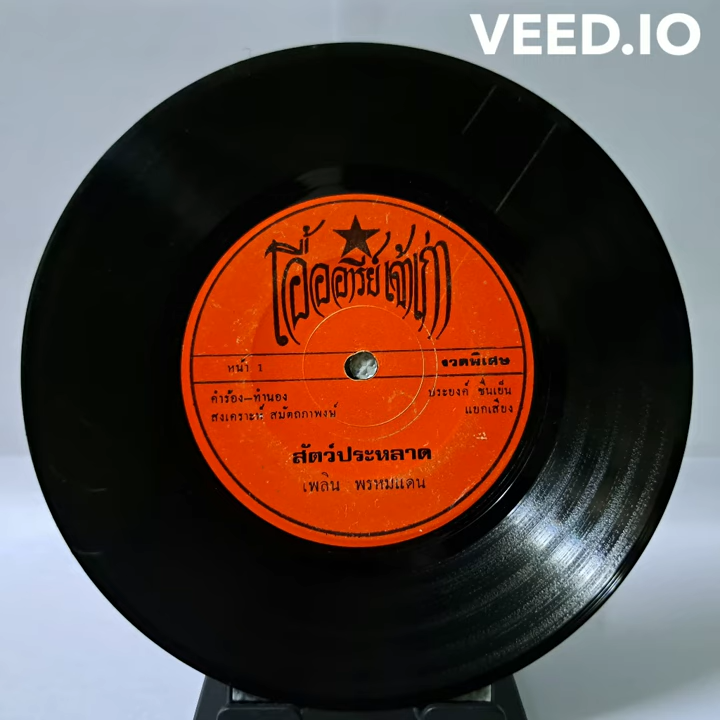 VEED.IO
โอ้ออารีย์ เจ้าเก่า
หน้า 1 งวดพิเศษ
คำร้อง-ทำนอง ประยงค์ ชื่นเย็น
สงเคราะห์ สมัตถภาพงษ์ แยกเสียง
สัตว์ประหลาด
เพลิน พรหมแดน